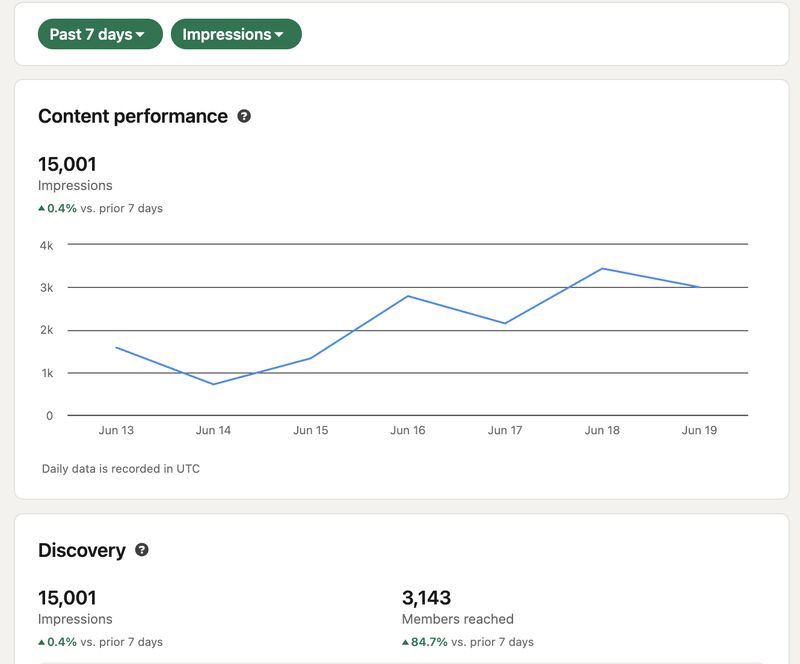 Past 7 days Impressions
Content performance
15,001
Impressions
0.4% vs. prior 7 days
4k
3k
2k
1k
0
Jun 13 Jun 14 Jun 15 Jun 16 Jun 17 Jun 18 Jun 19
Daily data is recorded in UTC
Discovery
15,001 3,143
Impressions Members reached
0.4% vs. prior 7 days 84.7% vs. prior 7 days